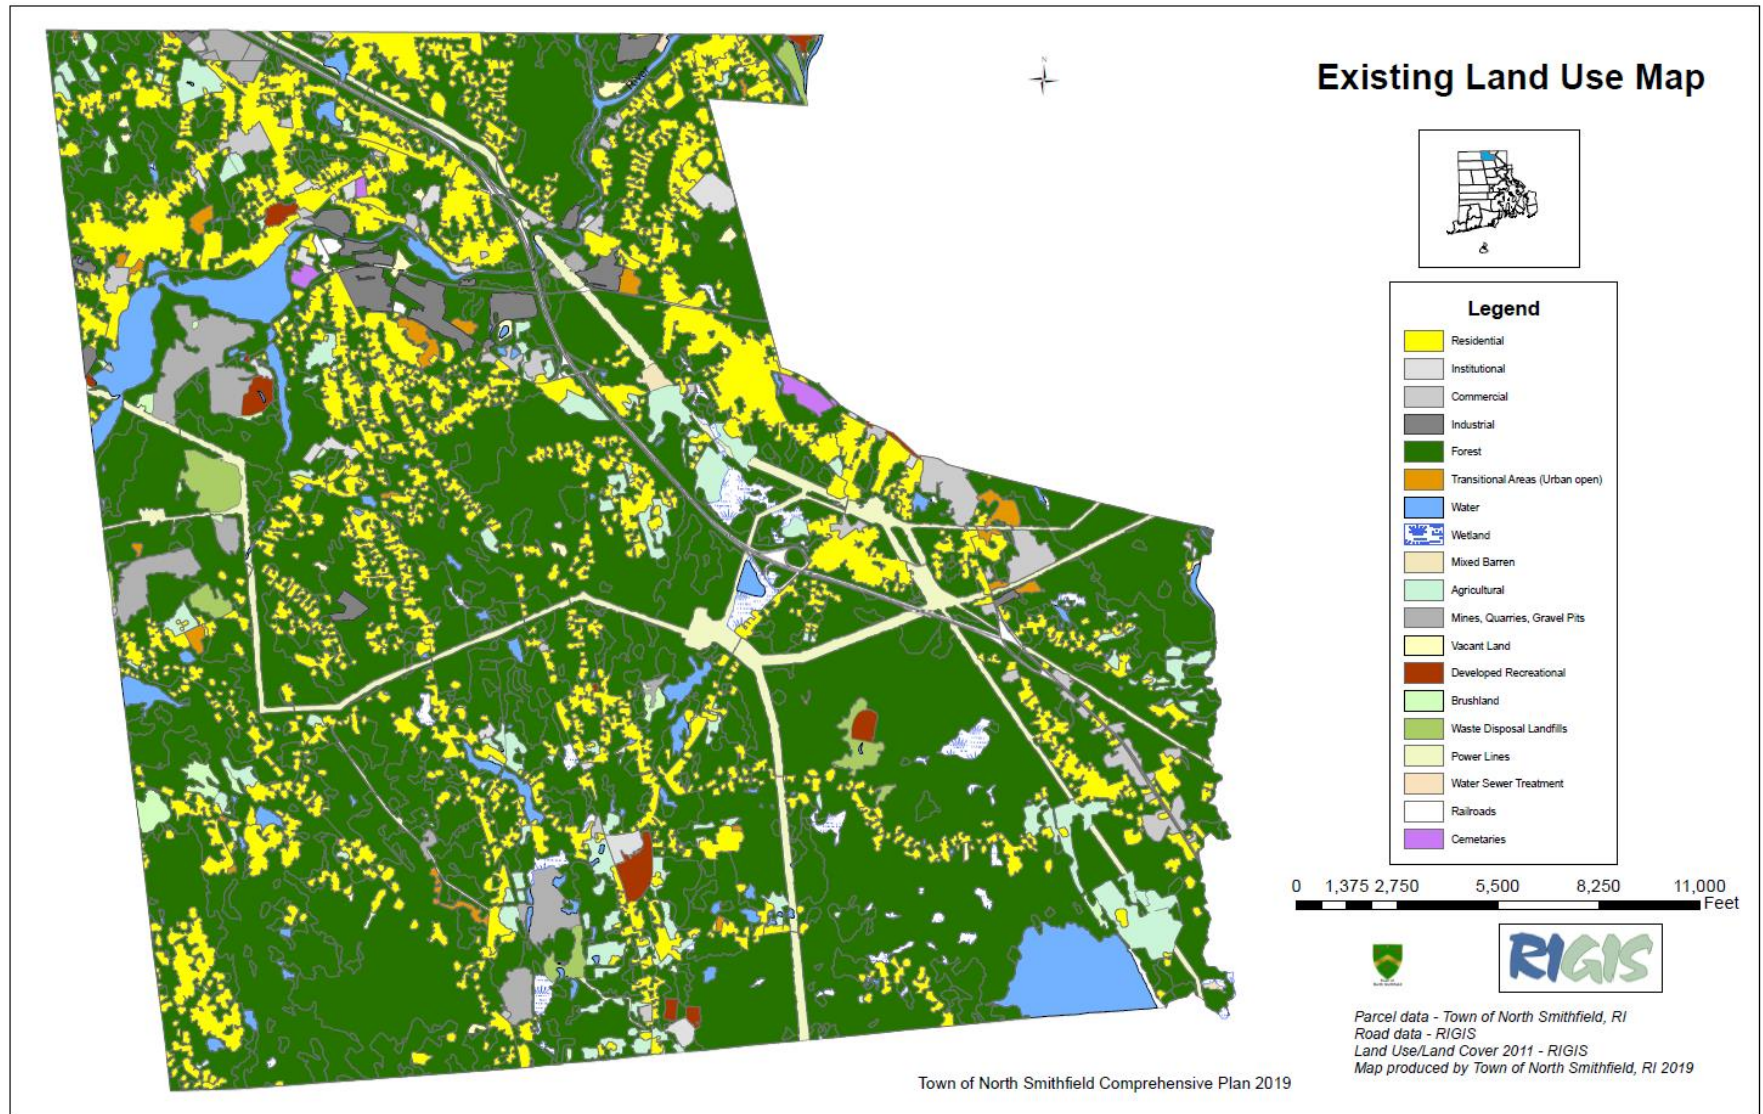 Existing Land Use Map
N
River
Legend
Residential
Institutional
Commercial
Industrial
Forest
Transitional Areas (Urban open)
Water
Wetland
Mixed Barren
Agricultural
Mines, Quarries, Gravel Pits
Vacant Land
Developed Recreational
Brushland
Waste Disposal Landfills
Power Lines
Water Sewer Treatment
Railroads
Cemetaries
0 1,375 2,750 5,500 8,250 11,000
Feet
RIGIS
North Smithfield
Parcel data - Town of North Smithfield, RI
Road data - RIGIS
Land Use/Land Cover 2011 - RIGIS
Map produced by Town of North Smithfield, RI 2019
Town of North Smithfield Comprehensive Plan 2019